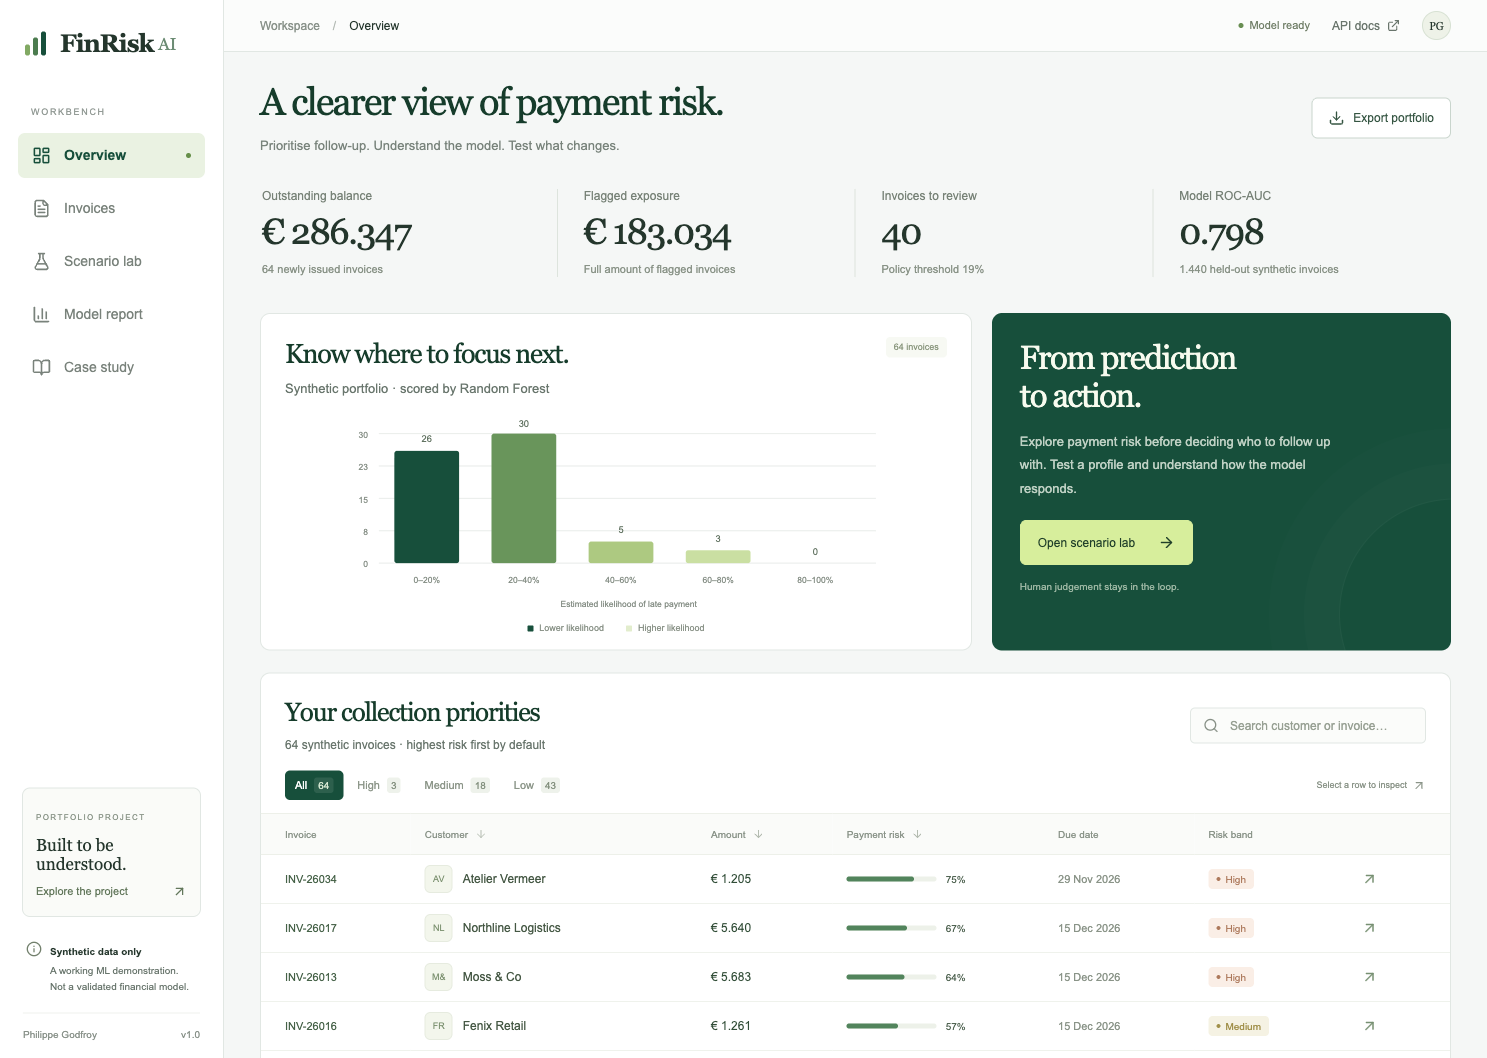 FinRisk AI
WORKBENCH
Overview
Invoices
Scenario lab
Model report
Case study
PORTFOLIO PROJECT
Built to be
understood.
Explore the project
Synthetic data only
A working ML demonstration.
Not a validated financial model.
Philippe Godfroy v1.0
Workspace / Overview
Model ready API docs PG
A clearer view of payment risk.
Prioritise follow-up. Understand the model. Test what changes.
Export portfolio
Outstanding balance
€ 286.347
64 newly issued invoices
Flagged exposure
€ 183.034
Full amount of flagged invoices
Invoices to review
40
Policy threshold 19%
Model ROC-AUC
0.798
1.440 held-out synthetic invoices
Know where to focus next.
64 invoices
Synthetic portfolio · scored by Random Forest
30
23
15
8
0
26
30
5
3
0
0–20% 20–40% 40–60% 60–80% 80–100%
Estimated likelihood of late payment
Lower likelihood Higher likelihood
From prediction
to action.
Explore payment risk before deciding who to follow up
with. Test a profile and understand how the model
responds.
Open scenario lab
Human judgement stays in the loop.
Your collection priorities
64 synthetic invoices · highest risk first by default
Search customer or invoice…
All 64 High 3 Medium 18 Low 43
Select a row to inspect
Invoice Customer Amount Payment risk Due date Risk band
INV-26034 AV Atelier Vermeer € 1.205 75% 29 Nov 2026 High
INV-26017 NL Northline Logistics € 5.640 67% 15 Dec 2026 High
INV-26013 M& Moss & Co € 5.683 64% 15 Dec 2026 High
INV-26016 FR Fenix Retail € 1.261 57% 15 Dec 2026 Medium